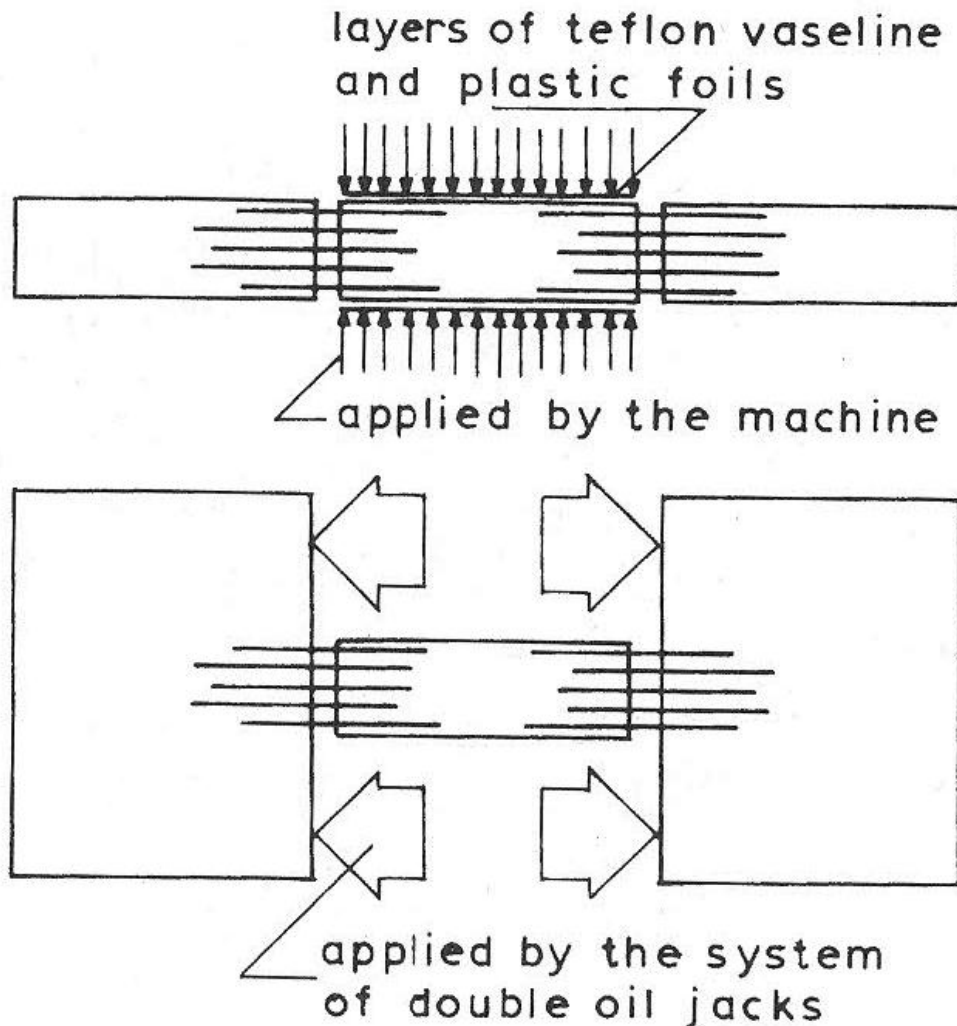 layers of teflon vaseline
and plastic foils
applied by the machine
applied by the system
of double oil jacks